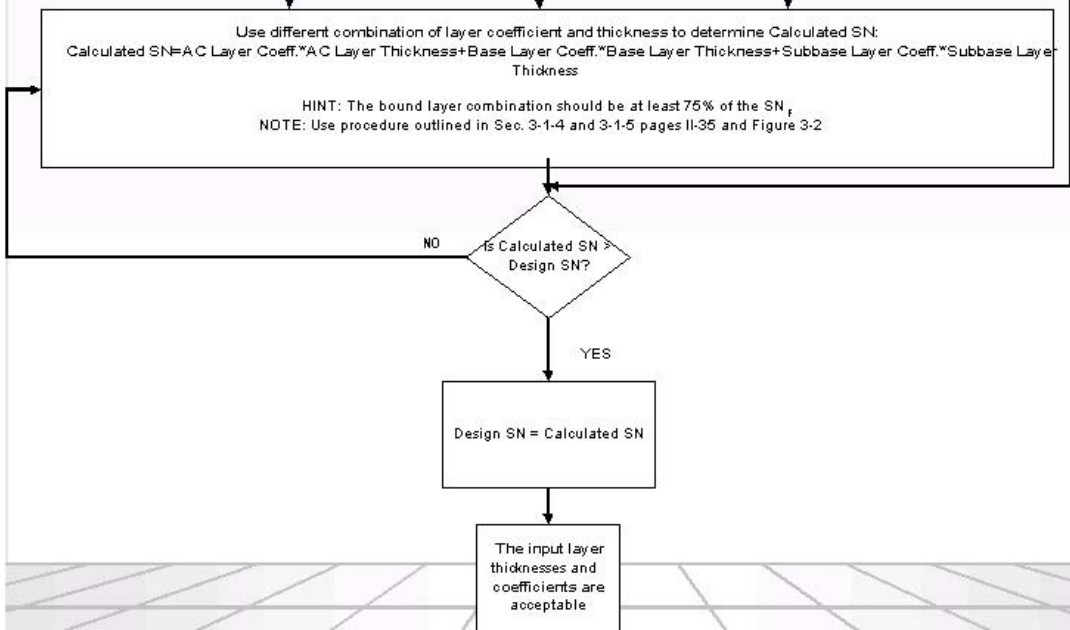 Use different combination of layer coefficient and thickness to determine Calculated SN:
Calculated SN=AC Layer Coeff.*AC Layer Thickness+Base Layer Coeff.*Base Layer Thickness+Subbase Layer Coeff.*Subbase Layer
Thickness
HINT: The bound layer combination should be at least 75% of the SN F
NOTE: Use procedure outlined in Sec. 3-1-4 and 3-1-5 pages II-35 and Figure 3-2
NO
Is Calculated SN >
Design SN?
YES
Design SN = Calculated SN
The input layer
thicknesses and
coefficients are
acceptable